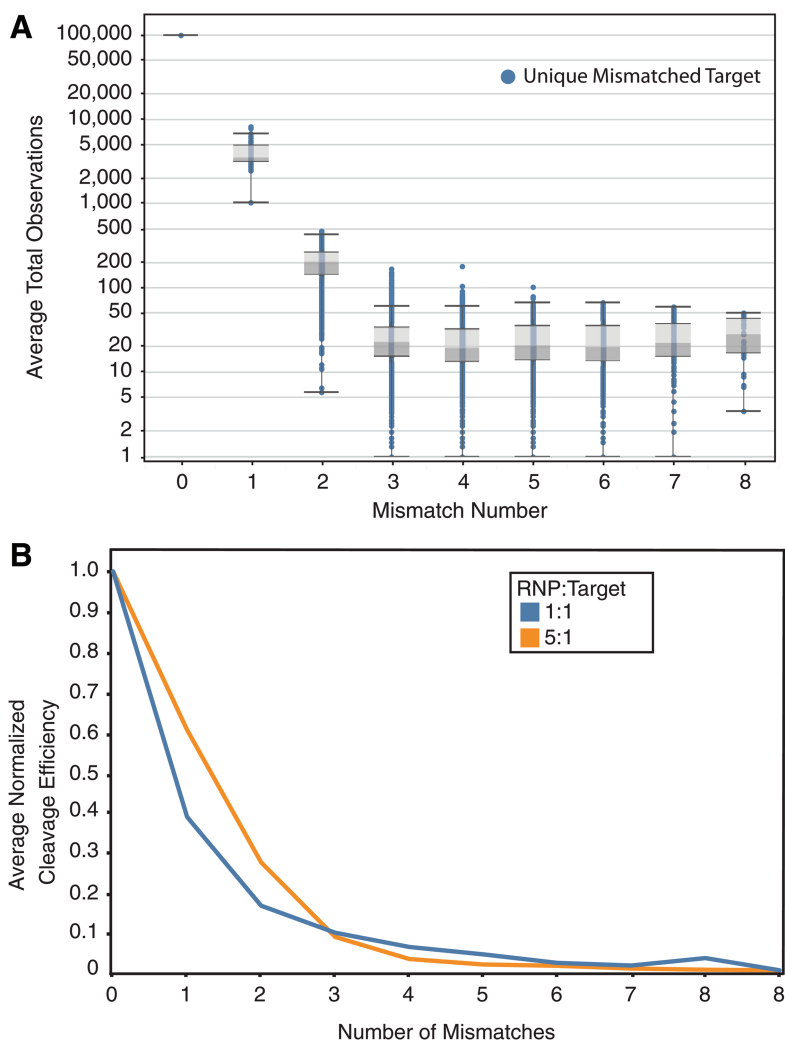 A
100,000
50,000
20,000
10,000
5,000
2,000
1,000
500
200
100
50
20
10
5
2
1
Average Total Observations
Unique Mismatched Target
0 1 2 3 4 5 6 7 8
Mismatch Number
B
1.0
0.9
0.8
0.7
0.6
0.5
0.4
0.3
0.2
0.1
0
Average Normalized
Cleavage Efficiency
RNP:Target
1:1
5:1
0 1 2 3 4 5 6 7 8 8
Number of Mismatches